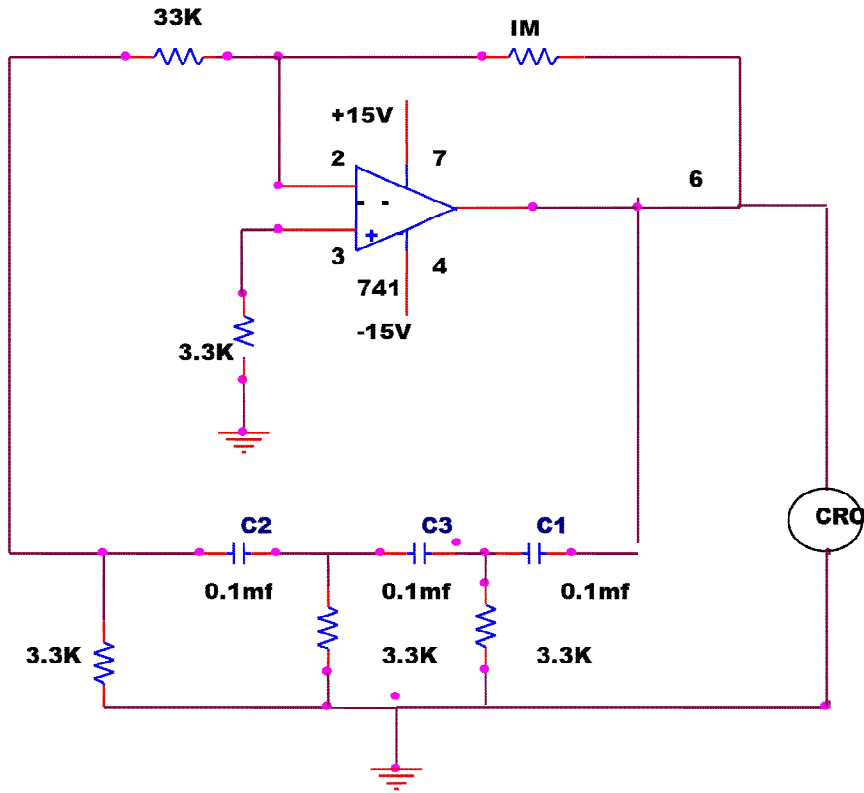 33K
IM
+15V
2
7
6
- -
+
-
3
4
741
-15V
3.3K
CRO
C2
C3
C1
0.1mf
0.1mf
0.1mf
3.3K
3.3K
3.3K